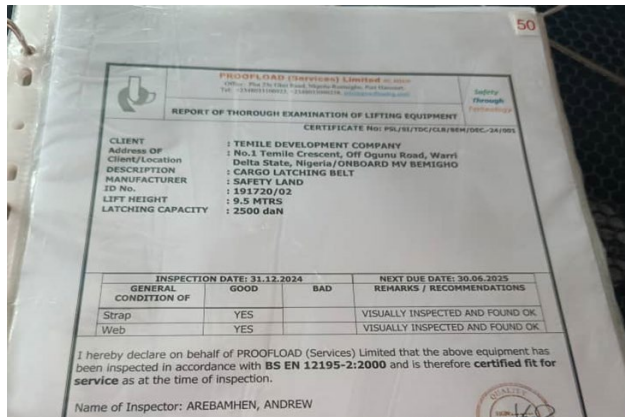 50
PROOFLOAD (Services) Limited
Safety
Through
Technology
REPORT OF THOROUGH EXAMINATION OF LIFTING EQUIPMENT
CERTIFICATE No: PSL/SI/TDC/CLB/BEM/DEC.-24/005
CLIENT : TEMILE DEVELOPMENT COMPANY
Address OF : No.1 Temile Crescent, Off Ogunu Road, Warri
Client/Location Delta State, Nigeria/ONBOARD MV BEMIGHO
DESCRIPTION : CARGO LATCHING BELT
MANUFACTURER : SAFETY LAND
ID No. : 191720/02
LIFT HEIGHT : 9.5 MTRS
LATCHING CAPACITY : 2500 daN
INSPECTION DATE: 31.12.2024 NEXT DUE DATE: 30.06.2025
GENERAL CONDITION OF GOOD BAD REMARKS / RECOMMENDATIONS
Strap YES VISUALLY INSPECTED AND FOUND OK
Web YES VISUALLY INSPECTED AND FOUND OK
I hereby declare on behalf of PROOFLOAD (Services) Limited that the above equipment has
been inspected in accordance with BS EN 12195-2:2000 and is therefore certified fit for
service as at the time of inspection.
Name of Inspector: AREBAMHEN, ANDREW
QUALITY